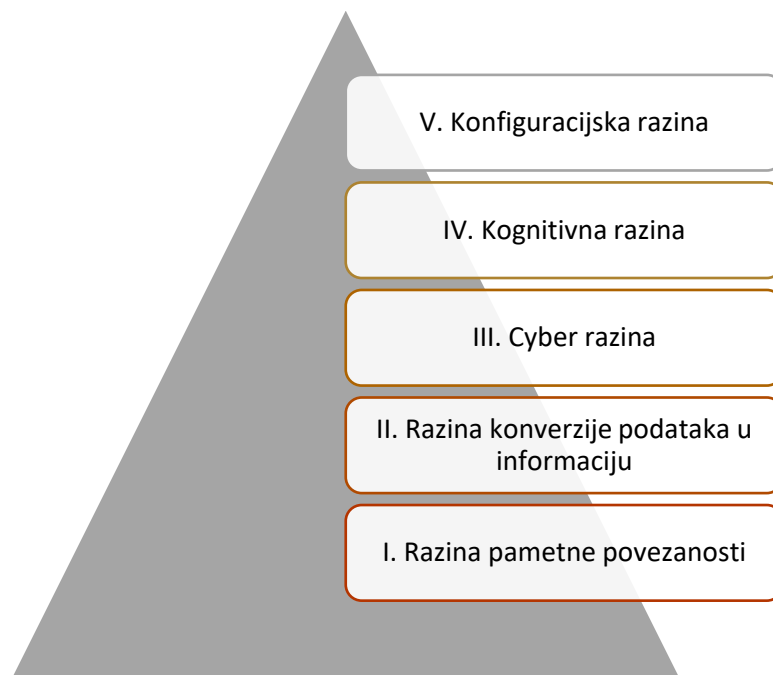 V. Konfiguracijska razina
IV. Kognitivna razina
III. Cyber razina
II. Razina konverzije podataka u
informaciju
I. Razina pametne povezanosti